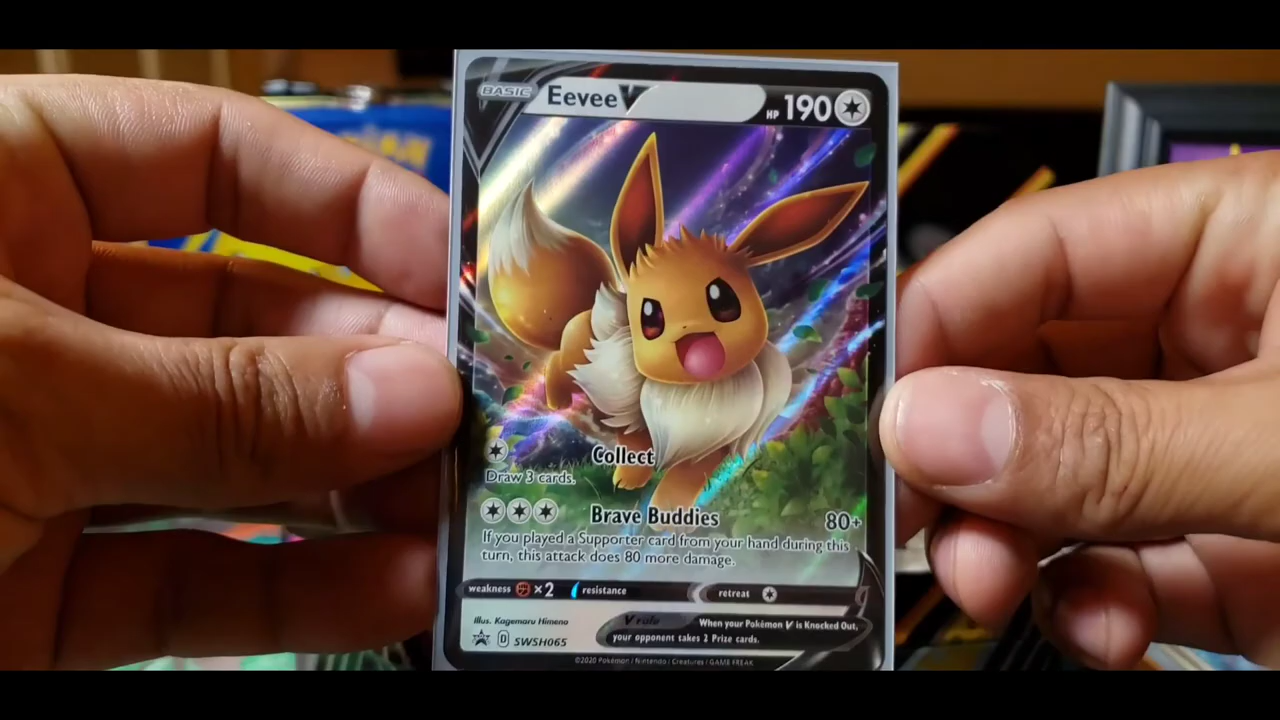 BASIC Eevee V HP 190
Collect
Draw 3 cards.
Brave Buddies 80+
If you played a Supporter card from your hand during this
turn, this attack does 80 more damage.
weakness ×2 resistance retreat
Illus. Kagemaru Himeno
V rule When your Pokémon V is Knocked Out,
your opponent takes 2 Prize cards.
D SWSH065
©2020 Pokémon / Nintendo / Creatures / GAME FREAK